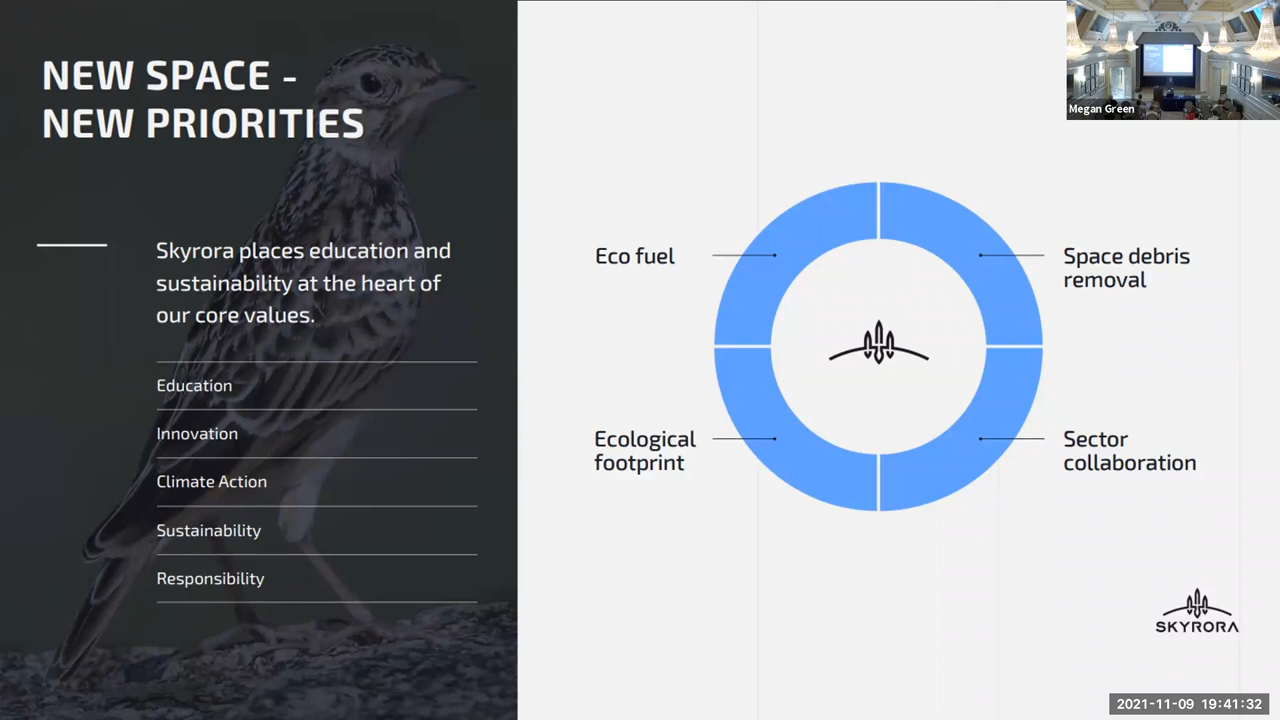 NEW SPACE -
NEW PRIORITIES
Skyrora places education and
sustainability at the heart of
our core values.
Education
Innovation
Climate Action
Sustainability
Responsibility
Eco fuel
Space debris
removal
Ecological
footprint
Sector
collaboration
SKYRORA
Megan Green
2021-11-09 19:41:32